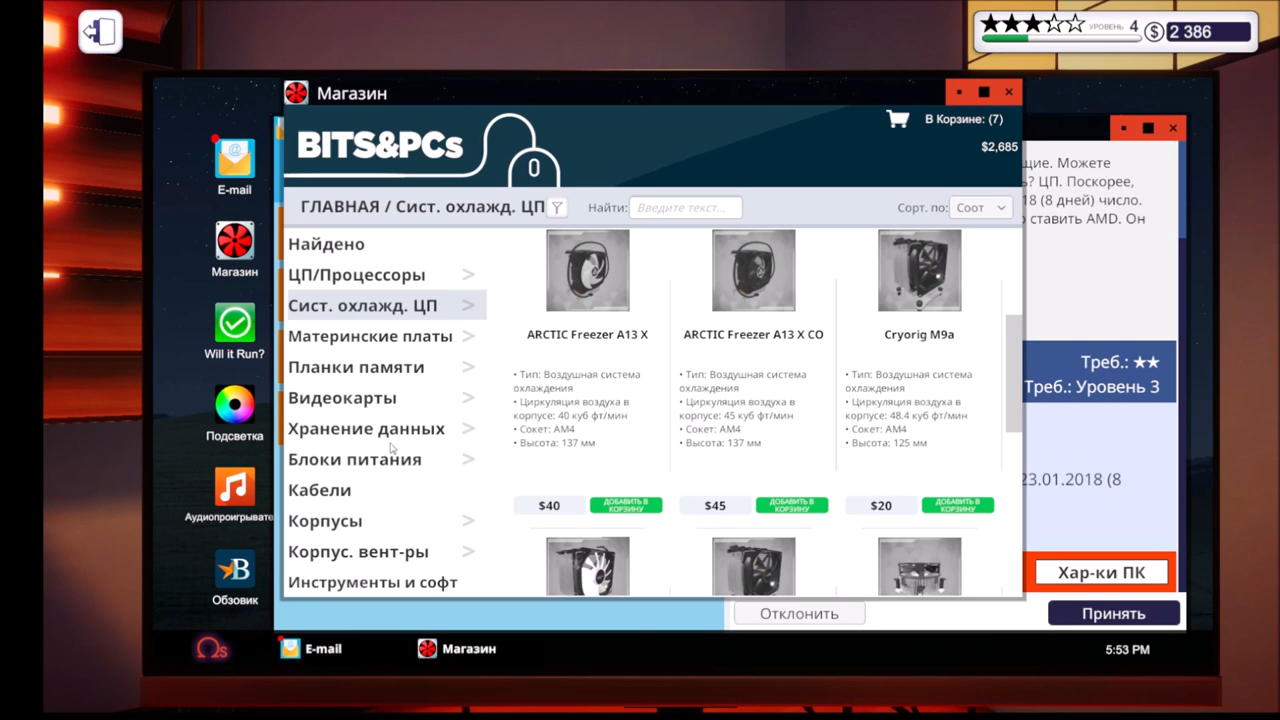 УРОВЕНЬ 4 $ 2 386
Магазин
BITS&PCs
В Корзине: (7)
$2,685
ГЛАВНАЯ / Сист. охлажд. ЦП
Найти: Введите текст...
Сорт. по: Соот
Найдено
ЦП/Процессоры >
Сист. охлажд. ЦП >
Материнские платы >
Планки памяти >
Видеокарты >
Хранение данных >
Блоки питания >
Кабели
Корпусы >
Корпус. вент-ры >
Инструменты и софт
ARCTIC Freezer A13 X
• Тип: Воздушная система
охлаждения
• Циркуляция воздуха в
корпусе: 40 куб фт/мин
• Сокет: AM4
• Высота: 137 мм
$40 ДОБАВИТЬ В
КОРЗИНУ
ARCTIC Freezer A13 X CO
• Тип: Воздушная система
охлаждения
• Циркуляция воздуха в
корпусе: 45 куб фт/мин
• Сокет: AM4
• Высота: 137 мм
$45 ДОБАВИТЬ В
КОРЗИНУ
Cryorig M9a
• Тип: Воздушная система
охлаждения
• Циркуляция воздуха в
корпусе: 48.4 куб фт/мин
• Сокет: AM4
• Высота: 125 мм
$20 ДОБАВИТЬ В
КОРЗИНУ
E-mail
Магазин
Will it Run?
Подсветка
Аудиопроигрывате
Обзовик
щие. Можете
? ЦП. Поскорее,
18 (8 дней) число.
ставить AMD. Он
Треб.: ★★
Треб.: Уровень 3
23.01.2018 (8
Хар-ки ПК
Отклонить
Принять
E-mail
Магазин
5:53 PM